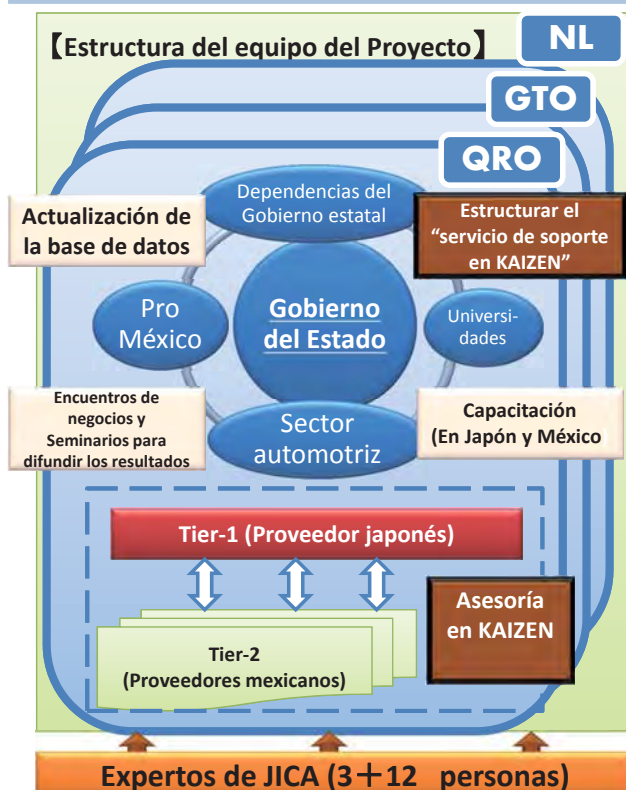 【Estructura del equipo del Proyecto】
NL
GTO
QRO
Dependencias del
Gobierno estatal
Actualización de
la base de datos
Estructurar el
“servicio de soporte
en KAIZEN”
Pro
México
Gobierno
del Estado
Universi-
dades
Encuentros de
negocios y
Seminarios para
difundir los resultados
Sector
automotriz
Capacitación
(En Japón y México)
Tier-1 (Proveedor japonés)
Tier-2
(Proveedores mexicanos)
Asesoría
en KAIZEN
Expertos de JICA (3＋12 personas)